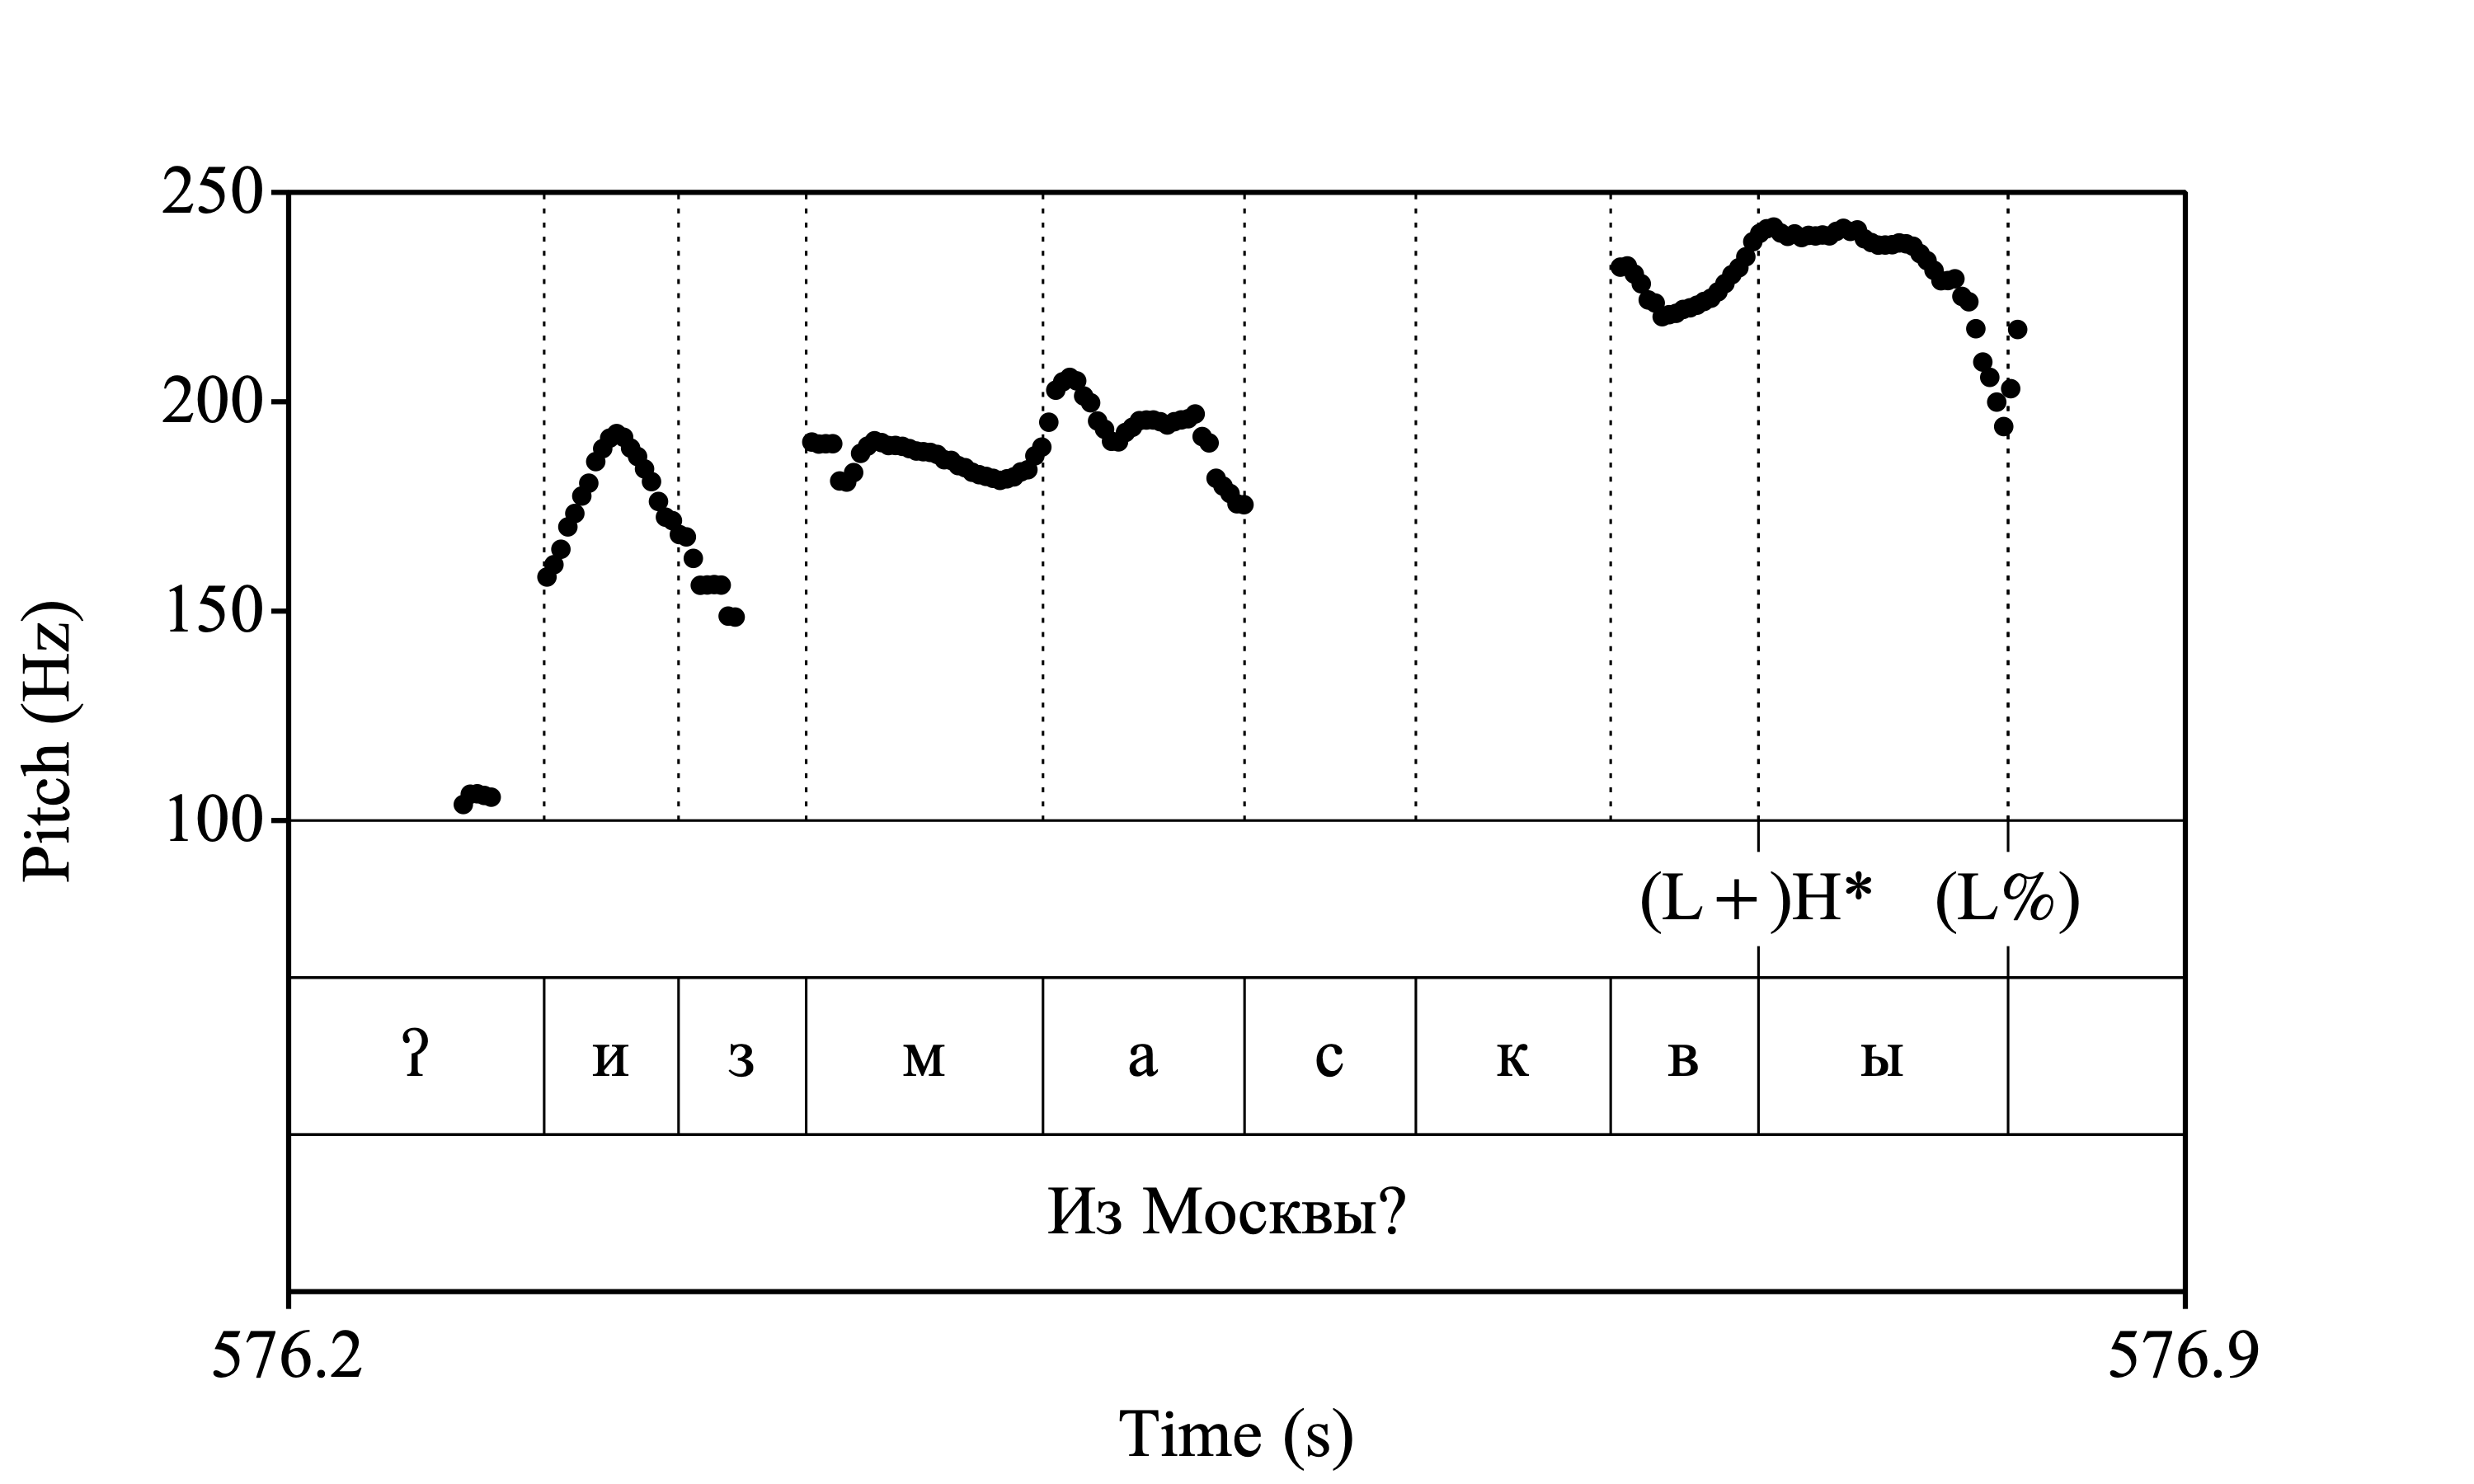 250
200
150
100
Pitch (Hz)
(L+)H* (L%)
ʔ и з м а с к в ы
Из Москвы?
576.2 576.9
Time (s)